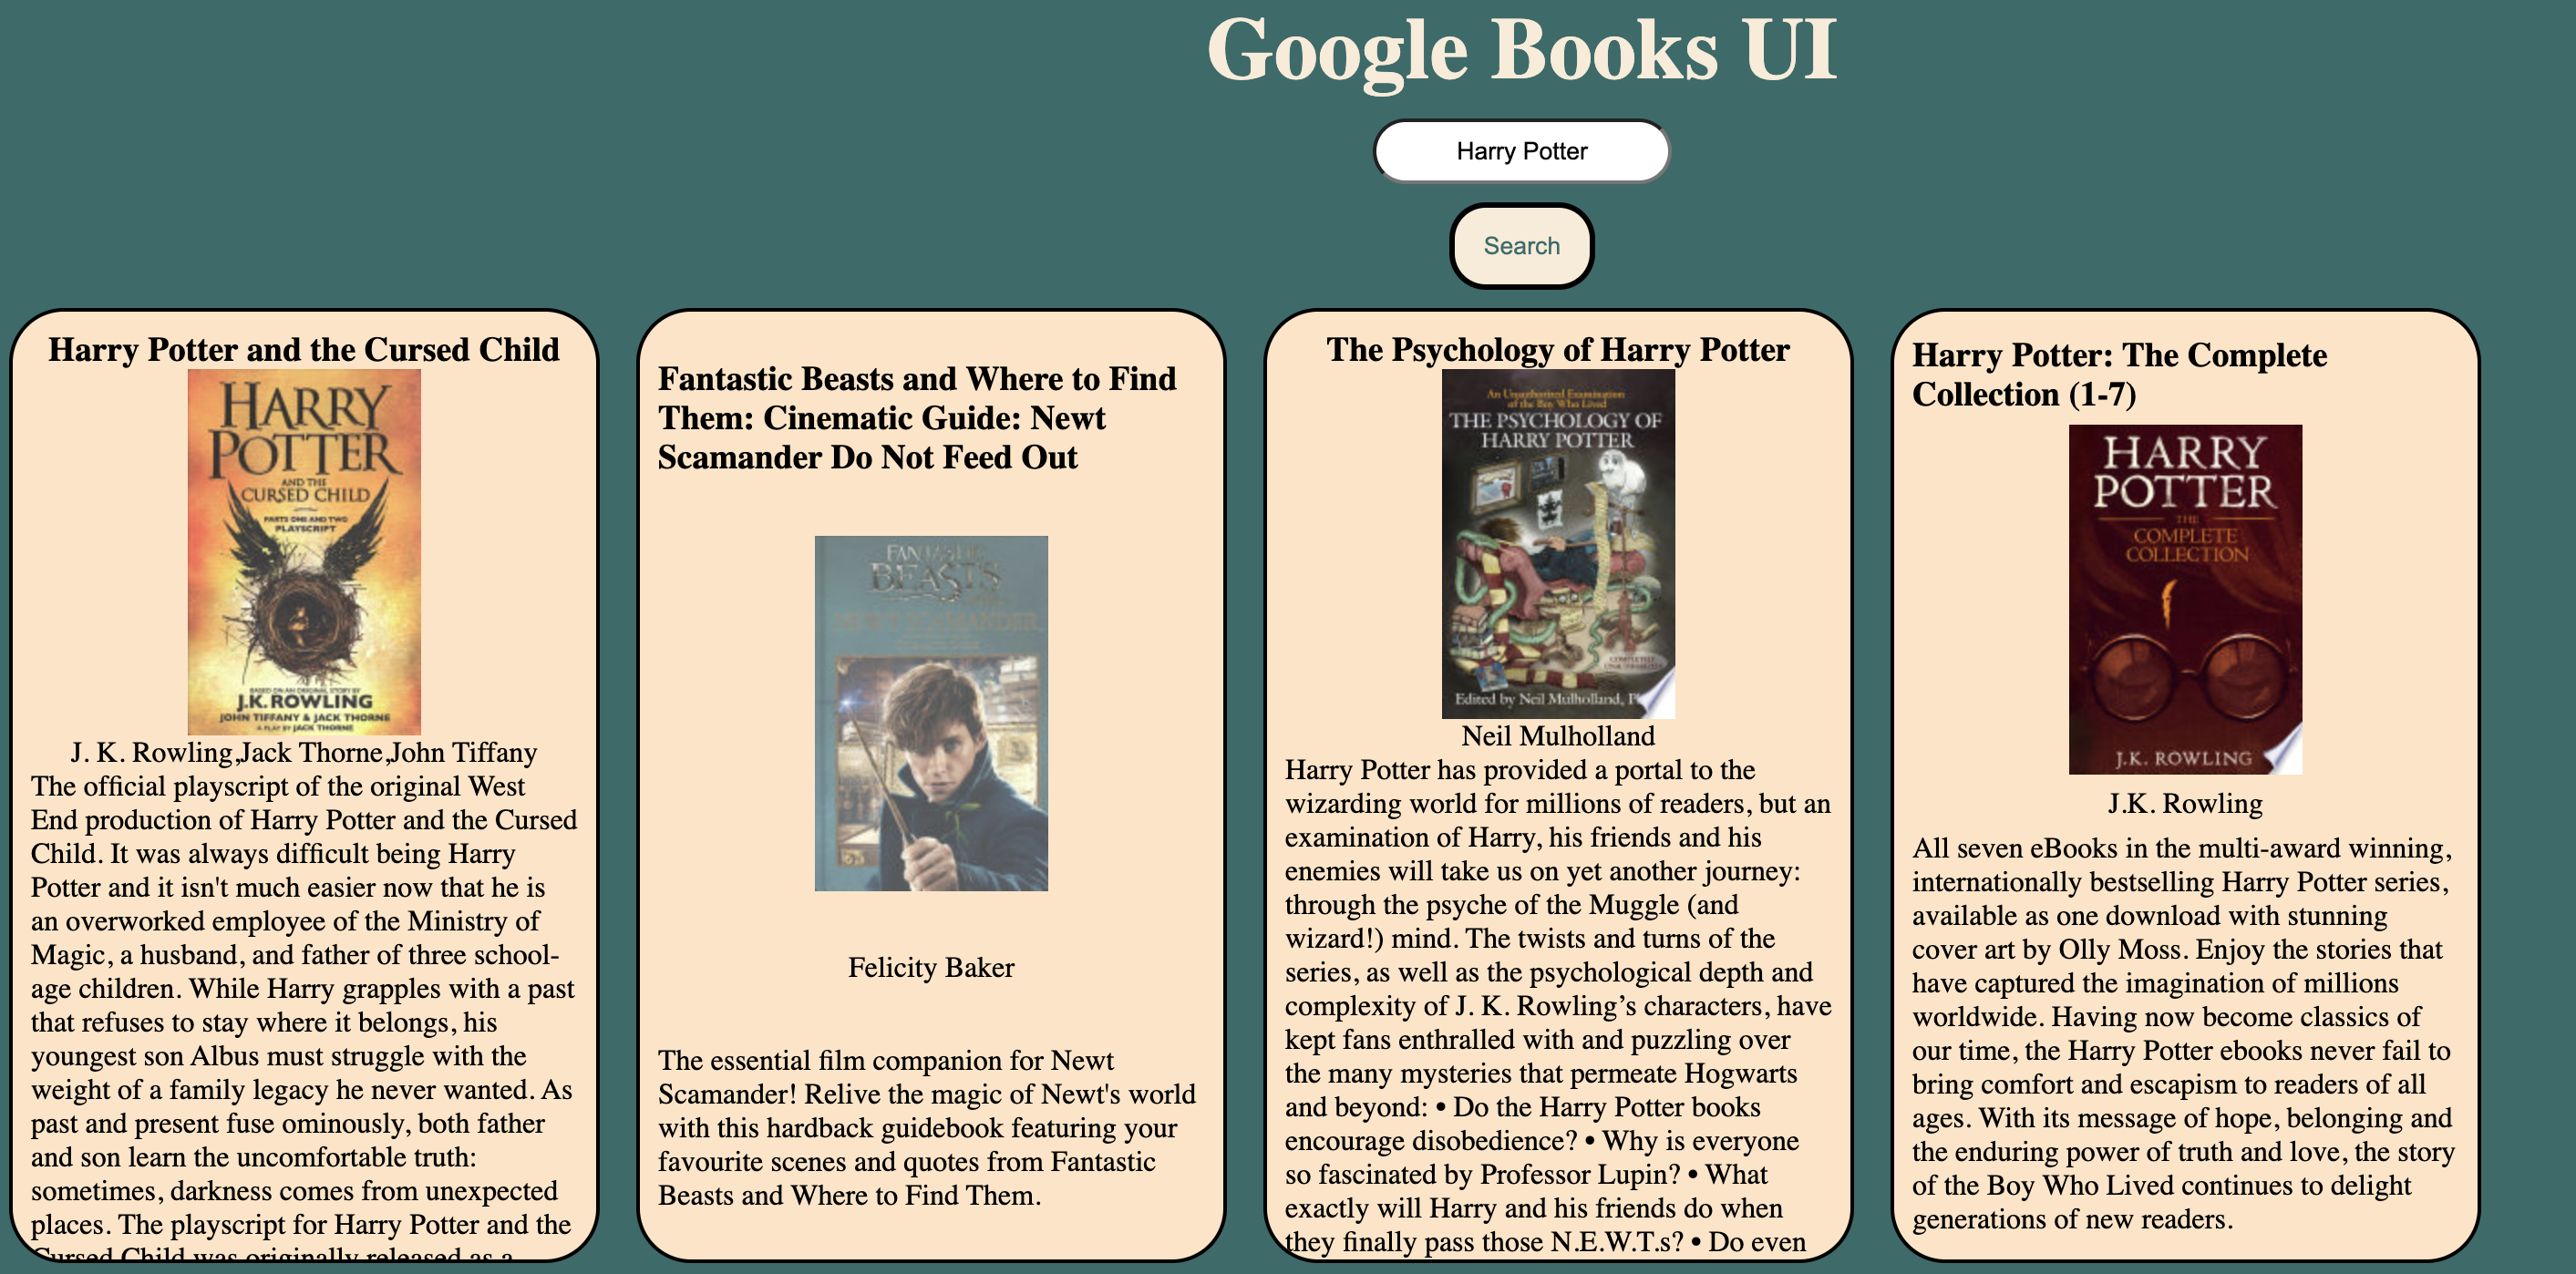 Google Books UI
Harry Potter
Search
Harry Potter and the Cursed Child
HARRY
POTTER
AND THE
CURSED CHILD
PARTS ONE AND TWO
PLAYSCRIPT
BASED ON AN ORIGINAL STORY BY
J.K. ROWLING
JOHN TIFFANY & JACK THORNE
A PLAY BY JACK THORNE
J. K. Rowling,Jack Thorne,John Tiffany
The official playscript of the original West
End production of Harry Potter and the Cursed
Child. It was always difficult being Harry
Potter and it isn't much easier now that he is
an overworked employee of the Ministry of
Magic, a husband, and father of three school-
age children. While Harry grapples with a past
that refuses to stay where it belongs, his
youngest son Albus must struggle with the
weight of a family legacy he never wanted. As
past and present fuse ominously, both father
and son learn the uncomfortable truth:
sometimes, darkness comes from unexpected
places. The playscript for Harry Potter and the
Cursed Child was originally released as a
Fantastic Beasts and Where to Find
Them: Cinematic Guide: Newt
Scamander Do Not Feed Out
FANTASTIC
BEASTS
NEWT SCAMANDER
Felicity Baker
The essential film companion for Newt
Scamander! Relive the magic of Newt's world
with this hardback guidebook featuring your
favourite scenes and quotes from Fantastic
Beasts and Where to Find Them.
The Psychology of Harry Potter
An Unauthorized Examination
of the Boy Who Lived
THE PSYCHOLOGY OF
HARRY POTTER
Edited by Neil Mulholland, P
Neil Mulholland
Harry Potter has provided a portal to the
wizarding world for millions of readers, but an
examination of Harry, his friends and his
enemies will take us on yet another journey:
through the psyche of the Muggle (and
wizard!) mind. The twists and turns of the
series, as well as the psychological depth and
complexity of J. K. Rowling’s characters, have
kept fans enthralled with and puzzling over
the many mysteries that permeate Hogwarts
and beyond: • Do the Harry Potter books
encourage disobedience? • Why is everyone
so fascinated by Professor Lupin? • What
exactly will Harry and his friends do when
they finally pass those N.E.W.T.s? • Do even
Harry Potter: The Complete
Collection (1-7)
HARRY
POTTER
THE
COMPLETE
COLLECTION
J.K. ROWLING
J.K. Rowling
All seven eBooks in the multi-award winning,
internationally bestselling Harry Potter series,
available as one download with stunning
cover art by Olly Moss. Enjoy the stories that
have captured the imagination of millions
worldwide. Having now become classics of
our time, the Harry Potter ebooks never fail to
bring comfort and escapism to readers of all
ages. With its message of hope, belonging and
the enduring power of truth and love, the story
of the Boy Who Lived continues to delight
generations of new readers.